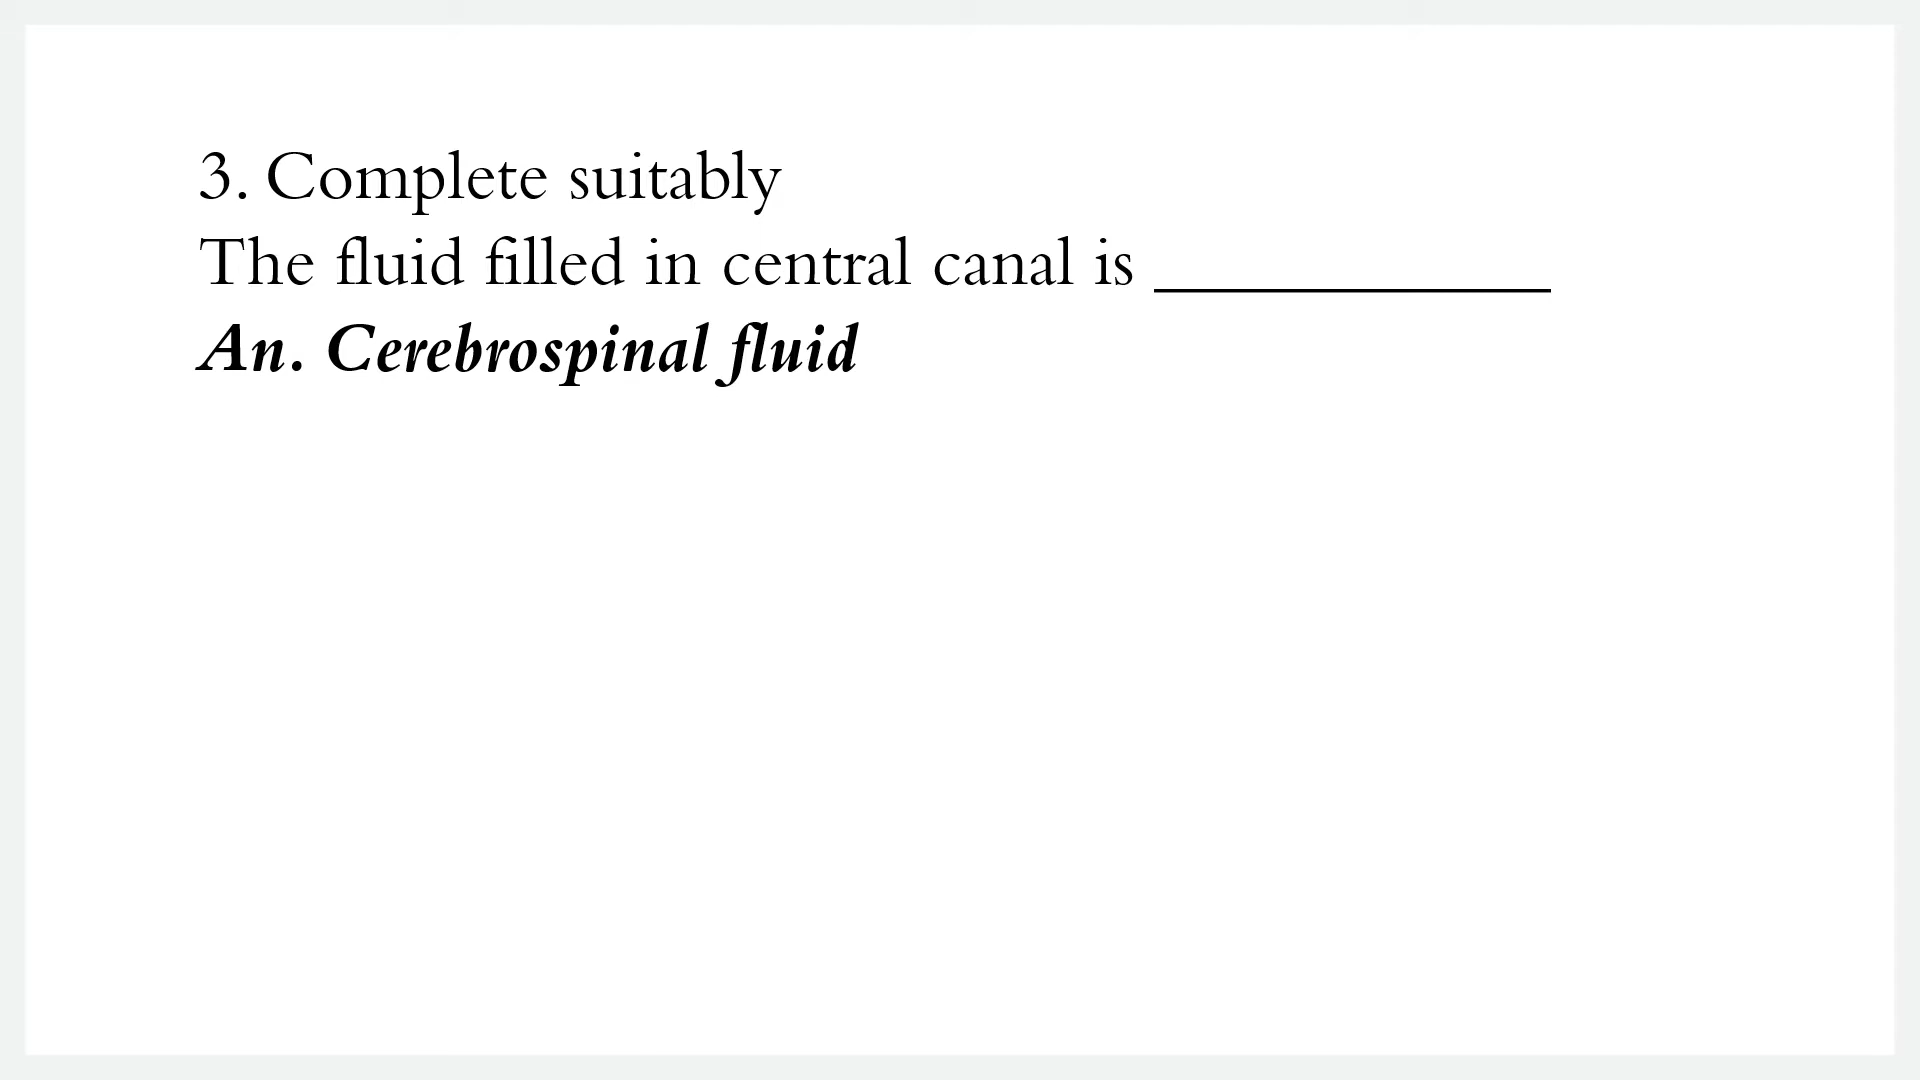 3. Complete suitably
The fluid filled in central canal is ____________
An. Cerebrospinal fluid